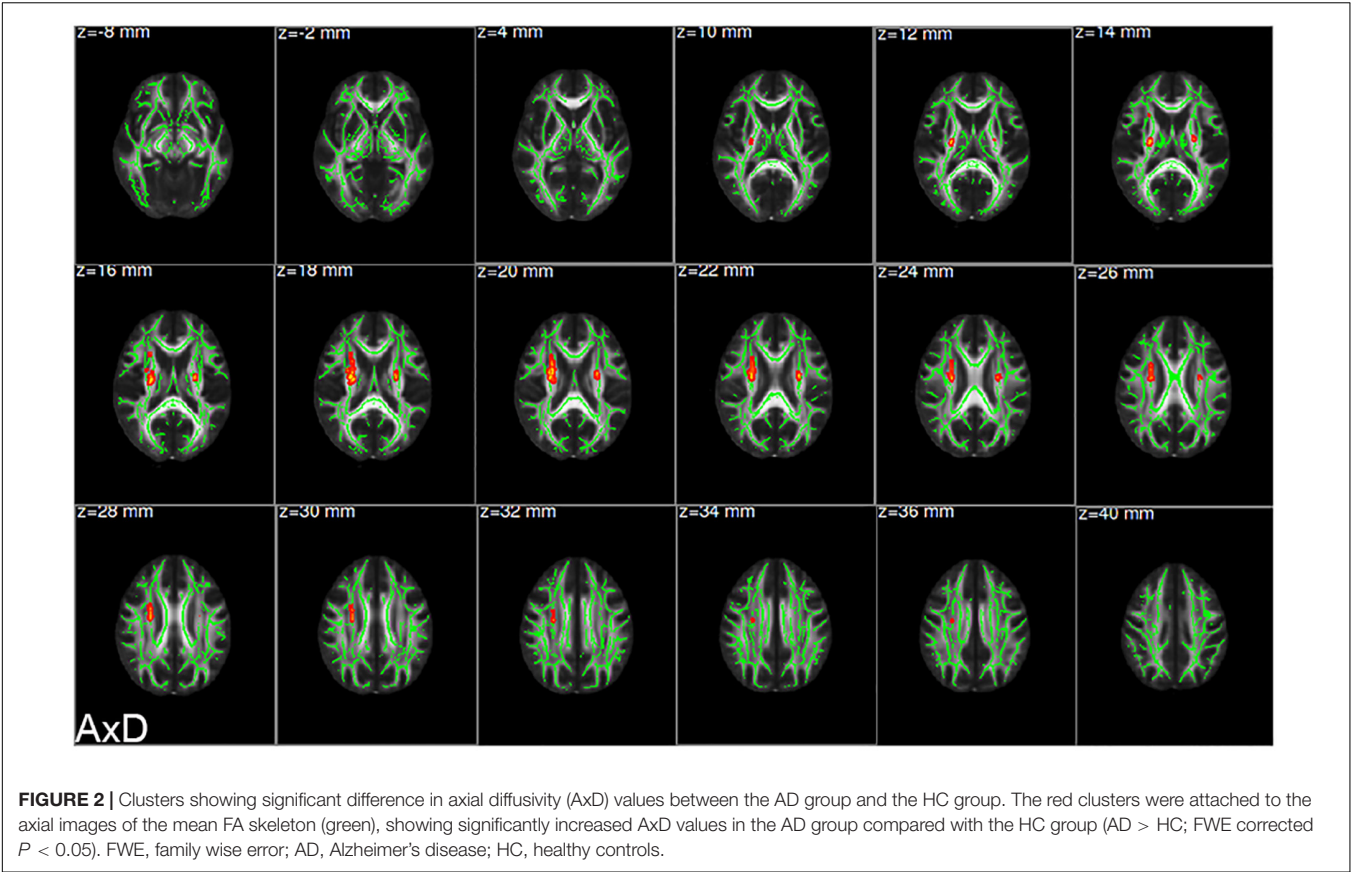 z=-8 mm
z=-2 mm
z=4 mm
z=10 mm
z=12 mm
z=14 mm
z=16 mm
z=18 mm
z=20 mm
z=22 mm
z=24 mm
z=26 mm
z=28 mm
z=30 mm
z=32 mm
z=34 mm
z=36 mm
z=40 mm
AxD
FIGURE 2 | Clusters showing significant difference in axial diffusivity (AxD) values between the AD group and the HC group. The red clusters were attached to the
axial images of the mean FA skeleton (green), showing significantly increased AxD values in the AD group compared with the HC group (AD > HC; FWE corrected
P < 0.05). FWE, family wise error; AD, Alzheimer's disease; HC, healthy controls.